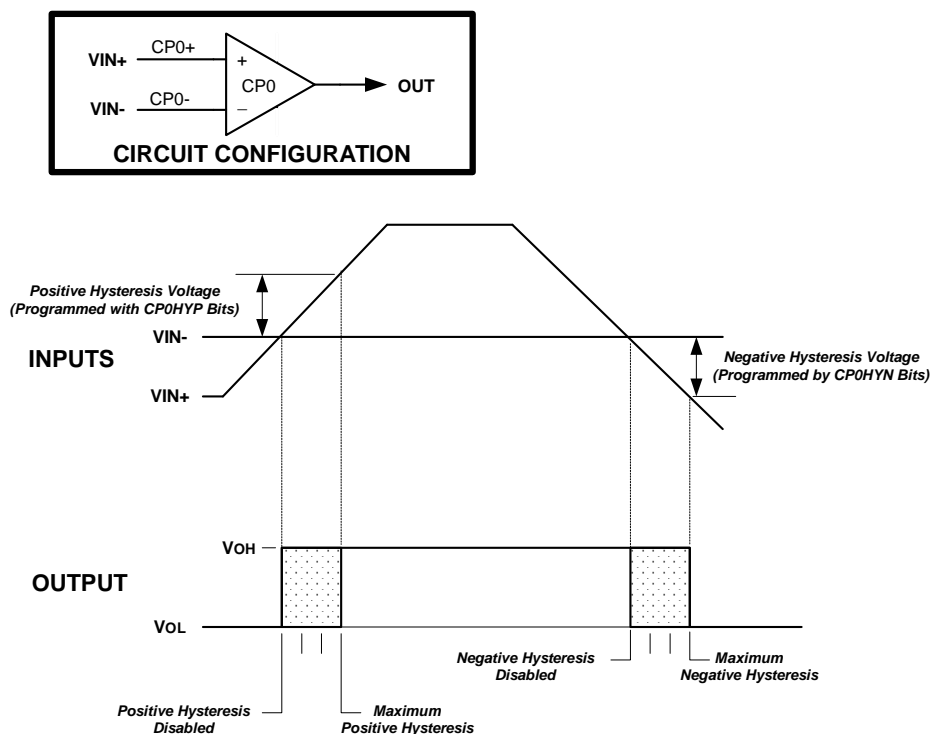 VIN+
CP0+
+
CP0
VIN-
CP0-
−
OUT
CIRCUIT CONFIGURATION
Positive Hysteresis Voltage
(Programmed with CP0HYP Bits)
VIN-
INPUTS
VIN+
Negative Hysteresis Voltage
(Programmed by CP0HYN Bits)
VOH
OUTPUT
VOL
Negative Hysteresis
Disabled
Maximum
Negative Hysteresis
Positive Hysteresis
Disabled
Maximum
Positive Hysteresis